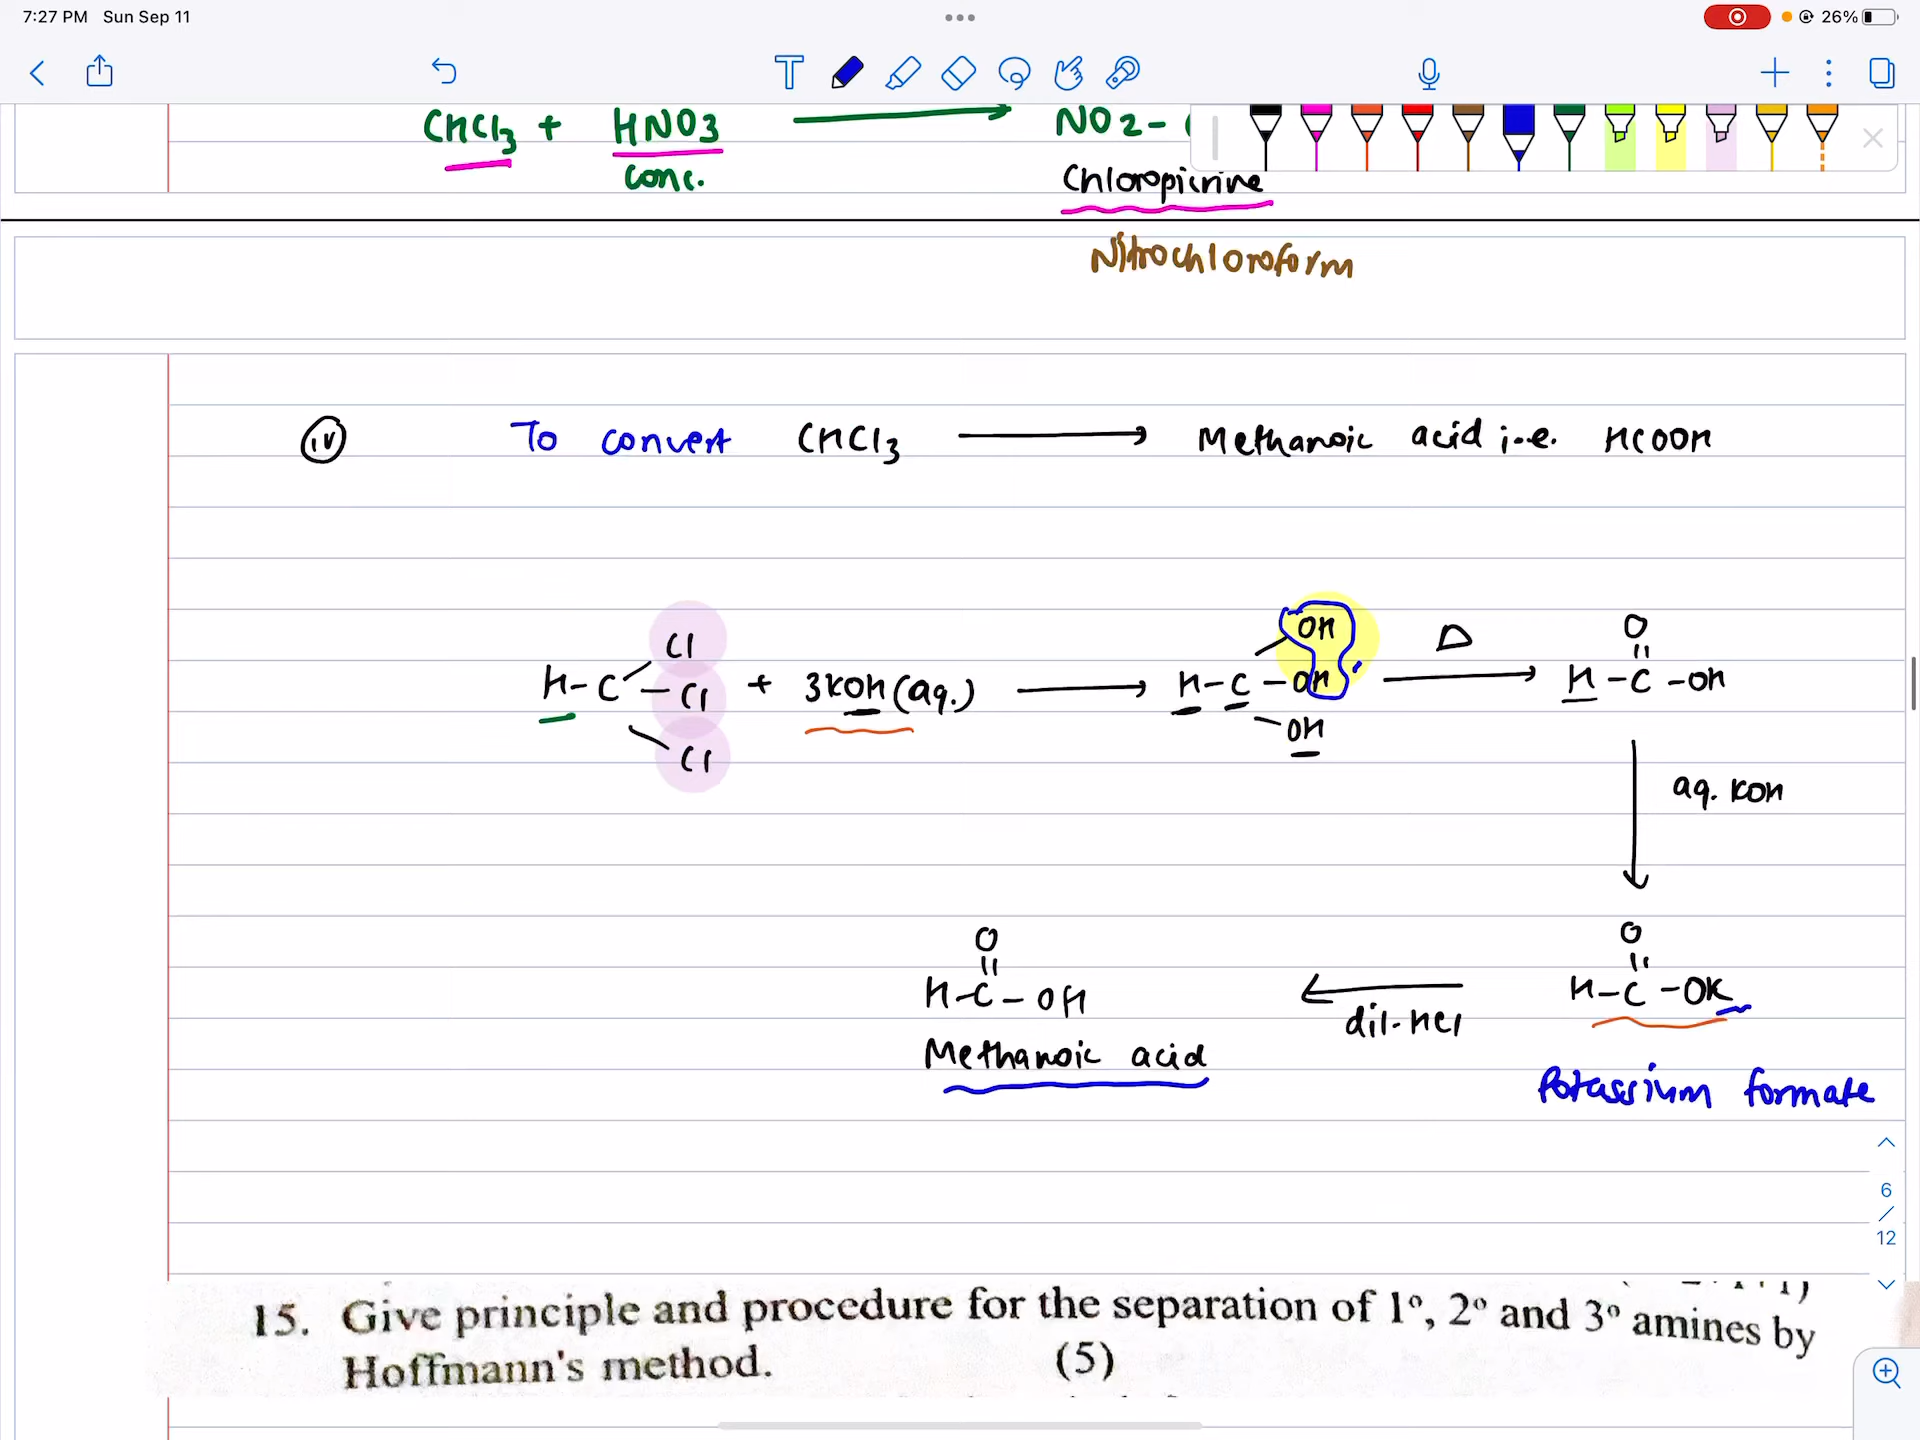 7:27 PM Sun Sep 11
26%
CHCl3 + HNO3 → NO2-
conc.
Chloropicrine
Nitrochloroform
(iv) To convert CHCl3 → Methanoic acid i.e. HCOOH
Cl OH Δ O
H-C-Cl + 3KOH (aq.) → H-C-OH → H-C-OH
Cl OH
aq. KOH
O O
H-C-OH ← H-C-OK
dil. HCl
Methanoic acid
Potassium formate
6
/
12
15. Give principle and procedure for the separation of 1°, 2° and 3° amines by
Hoffmann's method. (5)